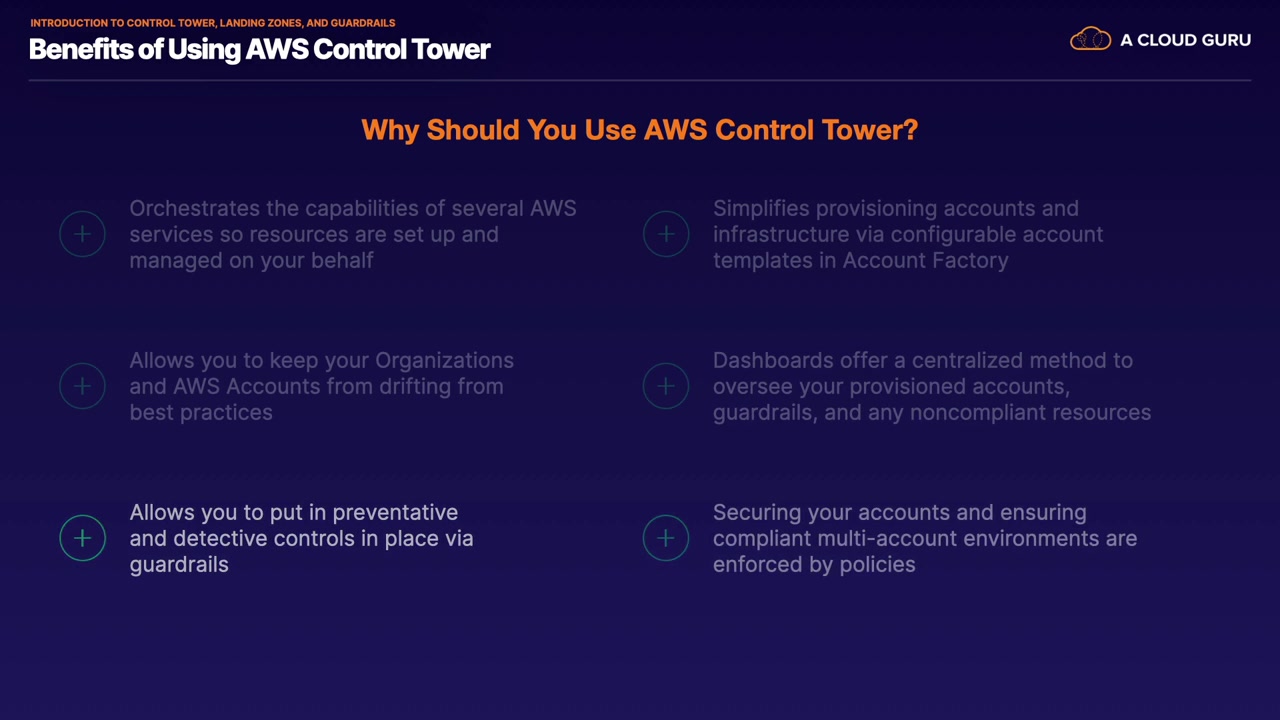 INTRODUCTION TO CONTROL TOWER, LANDING ZONES, AND GUARDRAILS
Benefits of Using AWS Control Tower
A CLOUD GURU
Why Should You Use AWS Control Tower?
Orchestrates the capabilities of several AWS
services so resources are set up and
managed on your behalf
Simplifies provisioning accounts and
infrastructure via configurable account
templates in Account Factory
Allows you to keep your Organizations
and AWS Accounts from drifting from
best practices
Dashboards offer a centralized method to
oversee your provisioned accounts,
guardrails, and any noncompliant resources
Allows you to put in preventative
and detective controls in place via
guardrails
Securing your accounts and ensuring
compliant multi-account environments are
enforced by policies